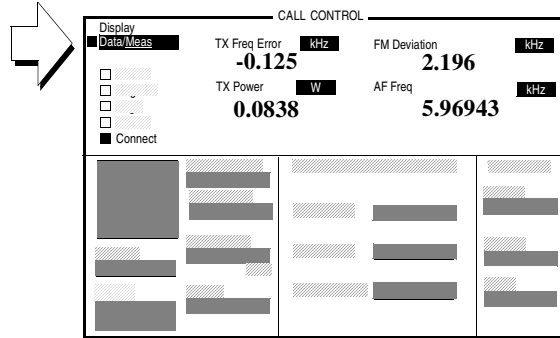 CALL CONTROL
Display
Data/Meas
TX Freq Error kHz
-0.125
FM Deviation kHz
2.196
TX Power W
0.0838
AF Freq kHz
5.96943
Connect